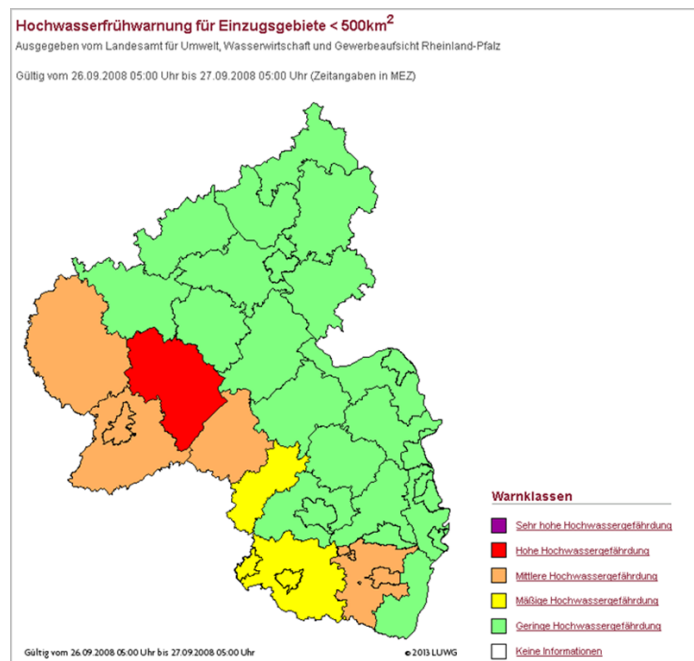 Hochwasserfrühwarnung für Einzugsgebiete < 500km²
Ausgegeben vom Landesamt für Umwelt, Wasserwirtschaft und Gewerbeaufsicht Rheinland-Pfalz
Gültig vom 26.09.2008 05:00 Uhr bis 27.09.2008 05:00 Uhr (Zeitangaben in MEZ)
Warnklassen
Sehr hohe Hochwassergefährdung
Hohe Hochwassergefährdung
Mittlere Hochwassergefährdung
Mäßige Hochwassergefährdung
Geringe Hochwassergefährdung
Keine Informationen
Gültig vom 26.09.2008 05:00 Uhr bis 27.09.2008 05:00 Uhr
© 2013 LUWG